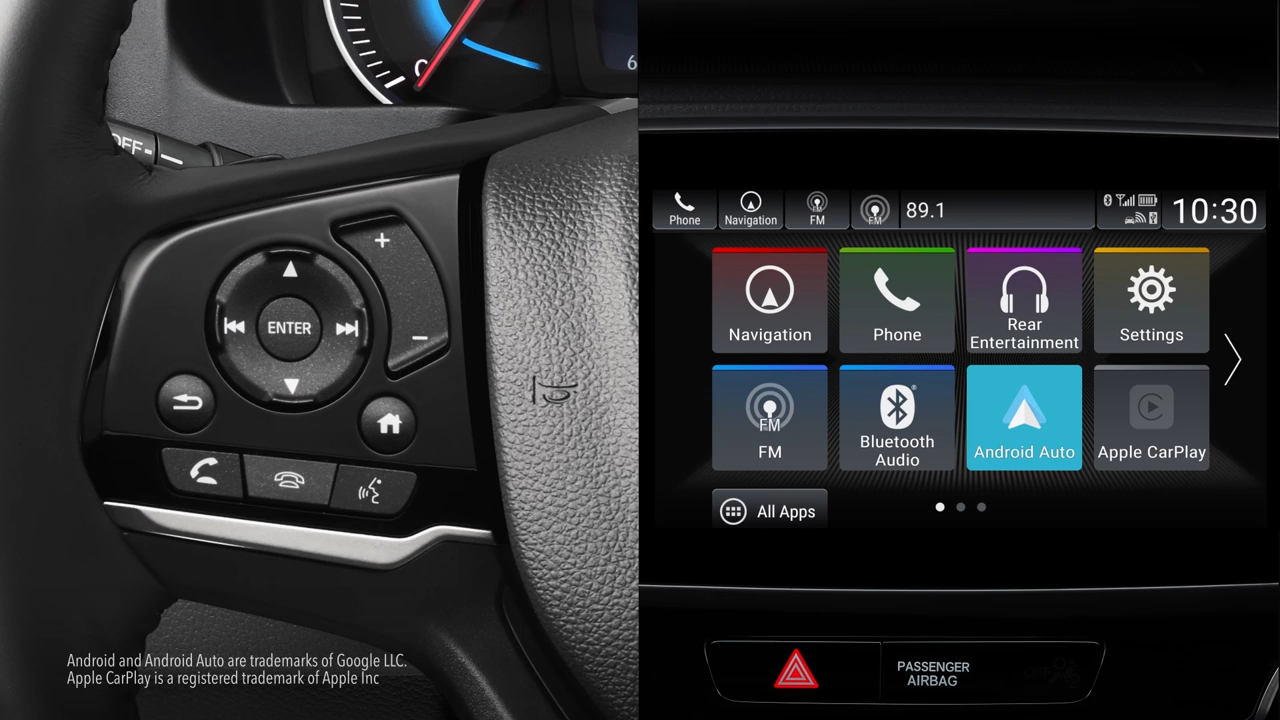 OFF
6
ENTER
Android and Android Auto are trademarks of Google LLC.
Apple CarPlay is a registered trademark of Apple Inc
Phone
Navigation
FM
FM
FM
89.1
10:30
Navigation
Phone
Rear
Entertainment
Settings
FM
FM
Bluetooth
Audio
Android Auto
Apple CarPlay
All Apps
PASSENGER
AIRBAG